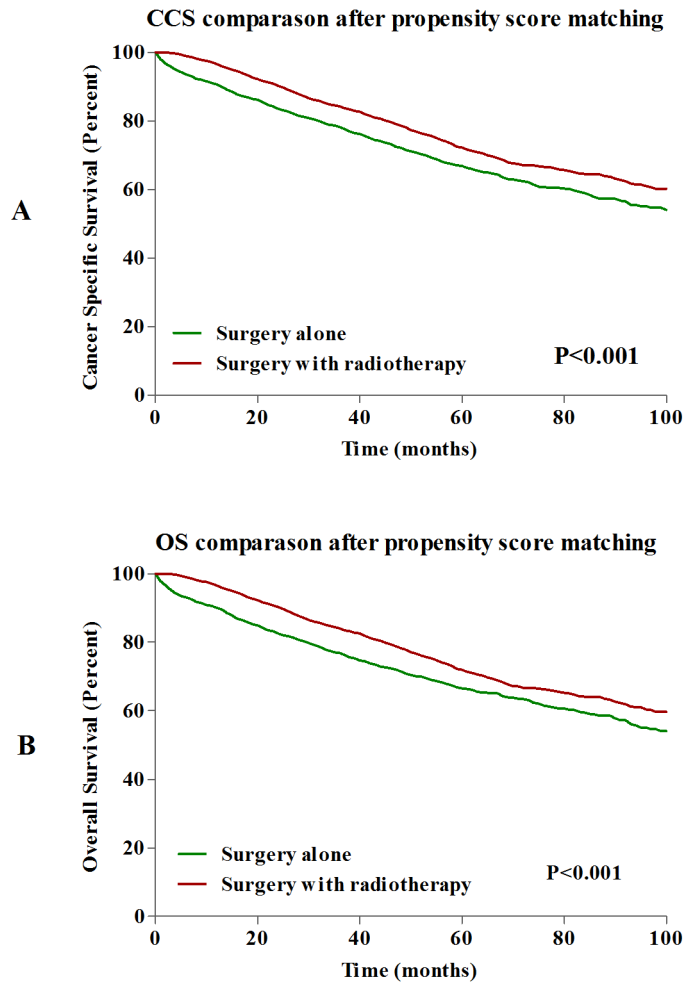 CCS comparason after propensity score matching
A
Cancer Specific Survival (Percent)
100
80
60
40
20
0
Surgery alone
Surgery with radiotherapy
P<0.001
0 20 40 60 80 100
Time (months)
OS comparason after propensity score matching
B
Overall Survival (Percent)
100
80
60
40
20
0
Surgery alone
Surgery with radiotherapy
P<0.001
0 20 40 60 80 100
Time (months)